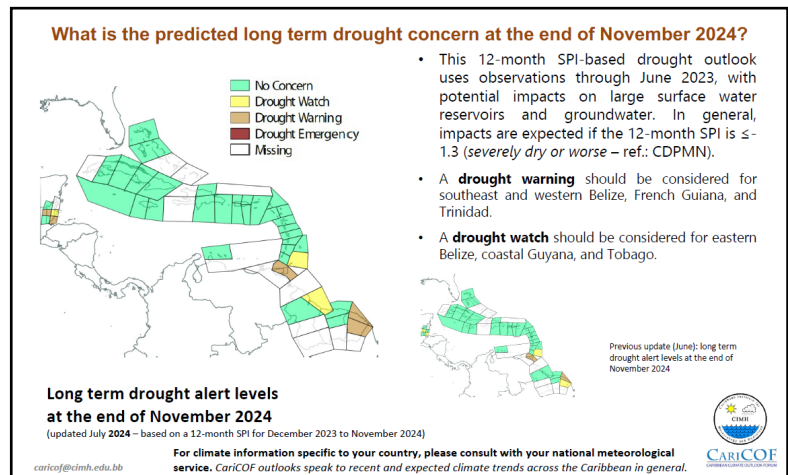 What is the predicted long term drought concern at the end of November 2024?
No Concern
Drought Watch
Drought Warning
Drought Emergency
Missing
• This 12-month SPI-based drought outlook
uses observations through June 2023, with
potential impacts on large surface water
reservoirs and groundwater. In general,
impacts are expected if the 12-month SPI is ≤-
1.3 (severely dry or worse – ref.: CDPMN).
• A drought warning should be considered for
southeast and western Belize, French Guiana, and
Trinidad.
• A drought watch should be considered for eastern
Belize, coastal Guyana, and Tobago.
Previous update (June): long term
drought alert levels at the end of
November 2024
Long term drought alert levels
at the end of November 2024
(updated July 2024 – based on a 12-month SPI for December 2023 to November 2024)
For climate information specific to your country, please consult with your national meteorological
service. CariCOF outlooks speak to recent and expected climate trends across the Caribbean in general.
caricof@cimh.edu.bb
CIMH
CARICOF
CARIBBEAN CLIMATE OUTLOOK FORUM